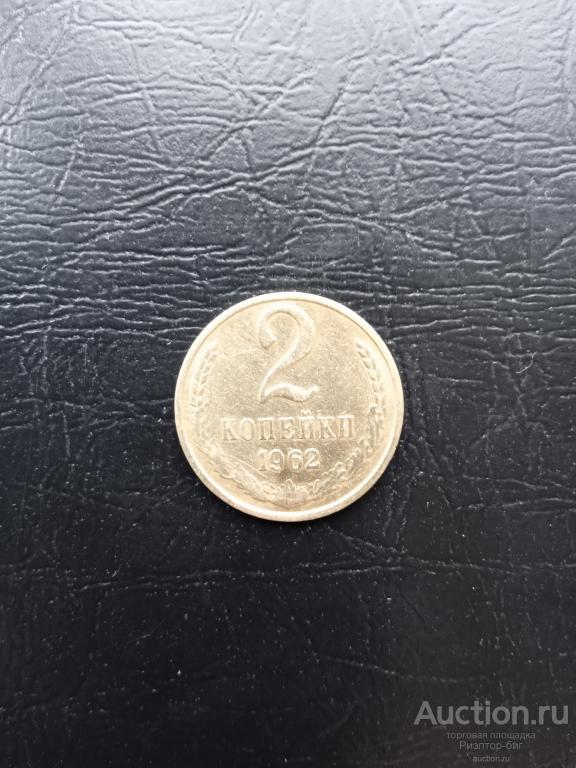 2
КОПЕЙКИ
1962
Auction.ru
торговая площадка
Риэлтор-биг
auction.ru